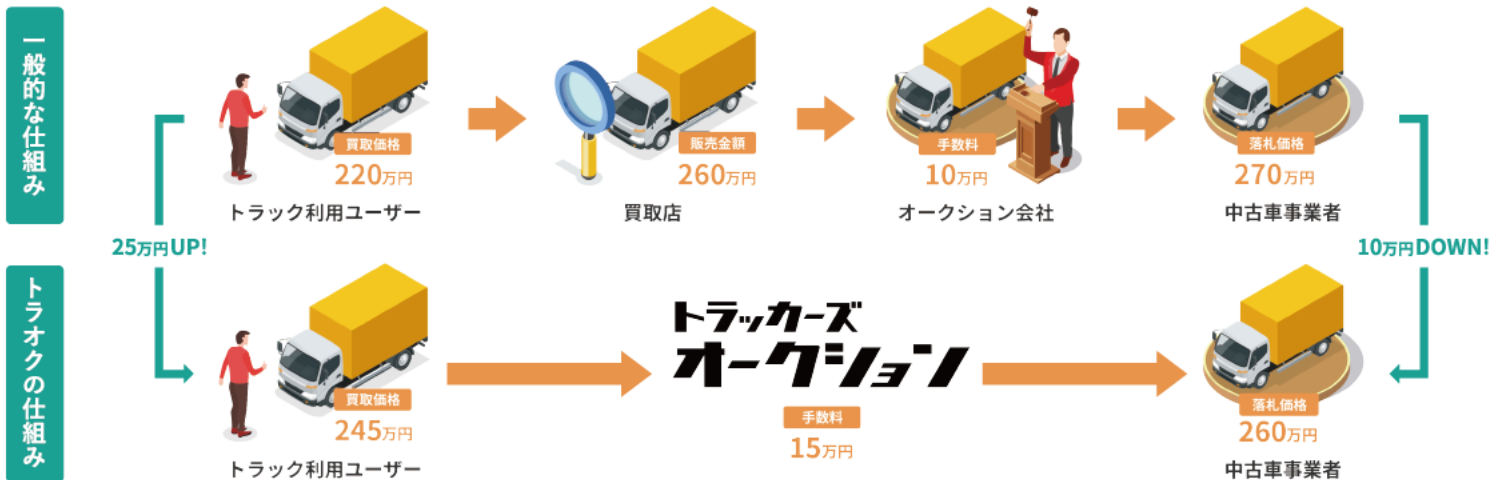 一般的な仕組み
買取価格
220万円
トラック利用ユーザー
販売金額
260万円
買取店
手数料
10万円
オークション会社
落札価格
270万円
中古車事業者
25万円UP!
10万円DOWN!
トラオクの仕組み
買取価格
245万円
トラック利用ユーザー
トラッカーズ
オークション
手数料
15万円
落札価格
260万円
中古車事業者